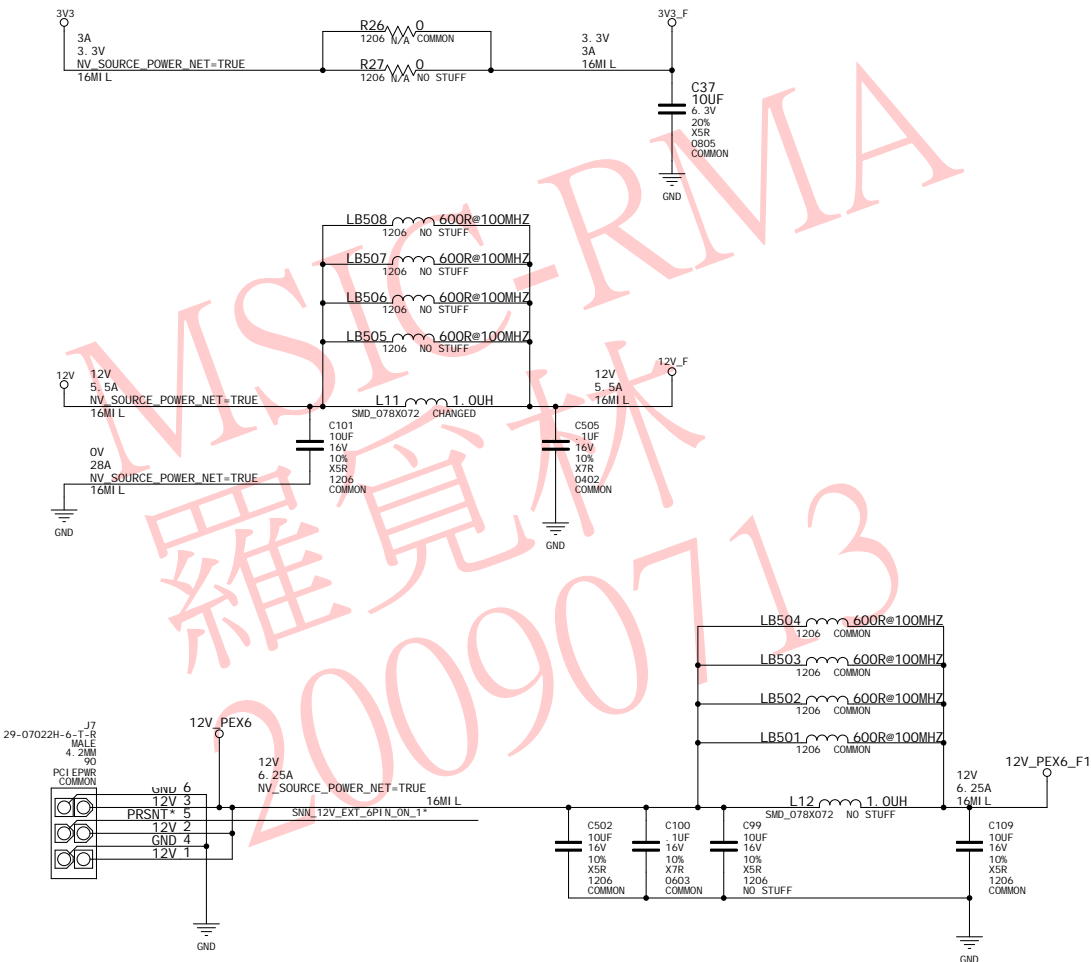 3V3
3A
3.3V
NV_SOURCE_POWER_NET=TRUE
16MIL
R26 0
1206 N/A COMMON
R27 0
1206 N/A NO STUFF
3V3_F
3.3V
3A
16MIL
C37
10UF
6.3V
20%
X5R
0805
COMMON
GND
LB508 600R@100MHZ
1206 NO STUFF
LB507 600R@100MHZ
1206 NO STUFF
LB506 600R@100MHZ
1206 NO STUFF
LB505 600R@100MHZ
1206 NO STUFF
12V
12V
5.5A
NV_SOURCE_POWER_NET=TRUE
16MIL
L11 1.0UH
SMD_078X072 CHANGED
12V
5.5A
16MIL
12V_F
C101
10UF
16V
10%
X5R
1206
COMMON
C505
.1UF
16V
10%
X7R
0402
COMMON
0V
28A
NV_SOURCE_POWER_NET=TRUE
16MIL
GND
GND
MSIC-RMA
羅覓林
20090713
LB504 600R@100MHZ
1206 COMMON
LB503 600R@100MHZ
1206 COMMON
LB502 600R@100MHZ
1206 COMMON
LB501 600R@100MHZ
1206 COMMON
J7
29-07022H-6-T-R
MALE
4.2MM
90
PCIEPWR
COMMON
GND 6
12V 3
PRSNT* 5
12V 2
GND 4
12V 1
12V_PEX6
12V
6.25A
NV_SOURCE_POWER_NET=TRUE
16MIL
SNN_12V_EXT_6PIN_ON_1*
L12 1.0UH
SMD_078X072 NO STUFF
12V
6.25A
16MIL
12V_PEX6_F1
C502
10UF
16V
10%
X5R
1206
COMMON
C100
.1UF
16V
10%
X7R
0603
COMMON
C99
10UF
16V
10%
X5R
1206
NO STUFF
C109
10UF
16V
10%
X5R
1206
COMMON
GND
GND